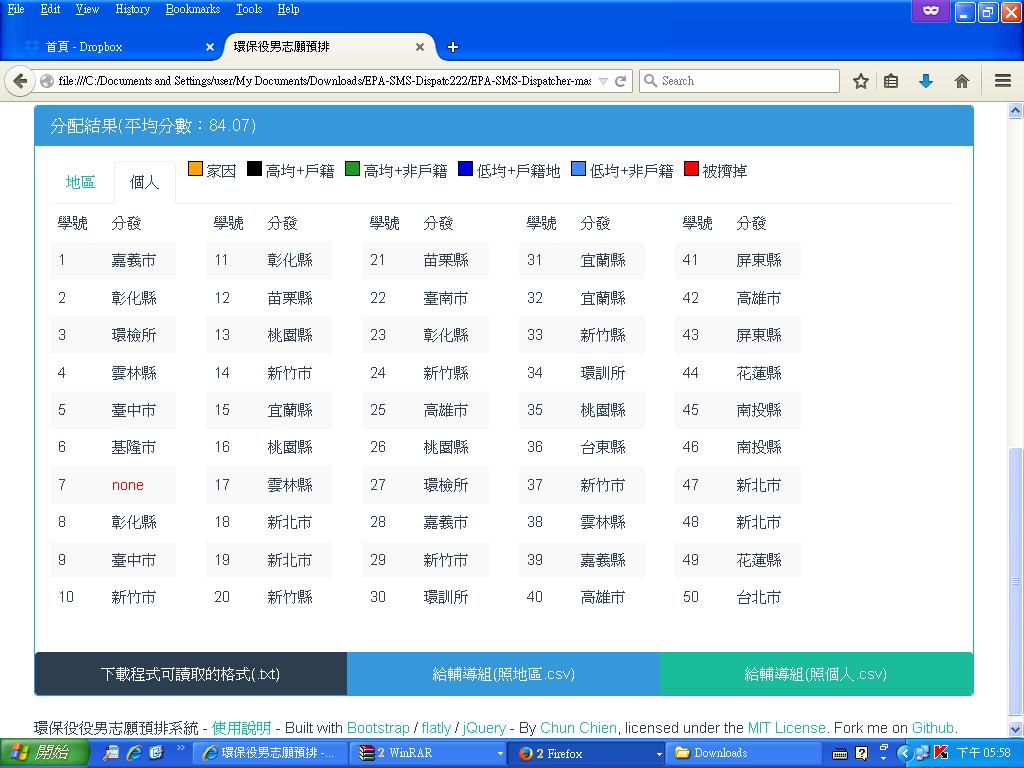 File Edit View History Bookmarks Tools Help
首頁 - Dropbox × 環保役男志願預排 × +
file:///C:/Documents and Settings/user/My Documents/Downloads/EPA-SMS-Dispatc222/EPA-SMS-Dispatcher-mas Search
分配結果(平均分數：84.07)
地區 個人 家因 高均+戶籍 高均+非戶籍 低均+戶籍地 低均+非戶籍 被擠掉
學號 分發 學號 分發 學號 分發 學號 分發 學號 分發
1 嘉義市 11 彰化縣 21 苗栗縣 31 宜蘭縣 41 屏東縣
2 彰化縣 12 苗栗縣 22 臺南市 32 宜蘭縣 42 高雄市
3 環檢所 13 桃園縣 23 彰化縣 33 新竹縣 43 屏東縣
4 雲林縣 14 新竹市 24 新竹縣 34 環訓所 44 花蓮縣
5 臺中市 15 宜蘭縣 25 高雄市 35 桃園縣 45 南投縣
6 基隆市 16 桃園縣 26 桃園縣 36 台東縣 46 南投縣
7 none 17 雲林縣 27 環檢所 37 新竹市 47 新北市
8 彰化縣 18 新北市 28 嘉義市 38 雲林縣 48 新北市
9 臺中市 19 新北市 29 新竹市 39 嘉義縣 49 花蓮縣
10 新竹市 20 新竹縣 30 環訓所 40 高雄市 50 台北市
下載程式可讀取的格式(.txt) 給輔導組(照地區.csv) 給輔導組(照個人.csv)
環保役役男志願預排系統 - 使用說明 - Built with Bootstrap / flatly / jQuery - By Chun Chien, licensed under the MIT License. Fork me on Github.
開始 環保役男志願預排 -... 2 WinRAR 2 Firefox Downloads 下午 05:58